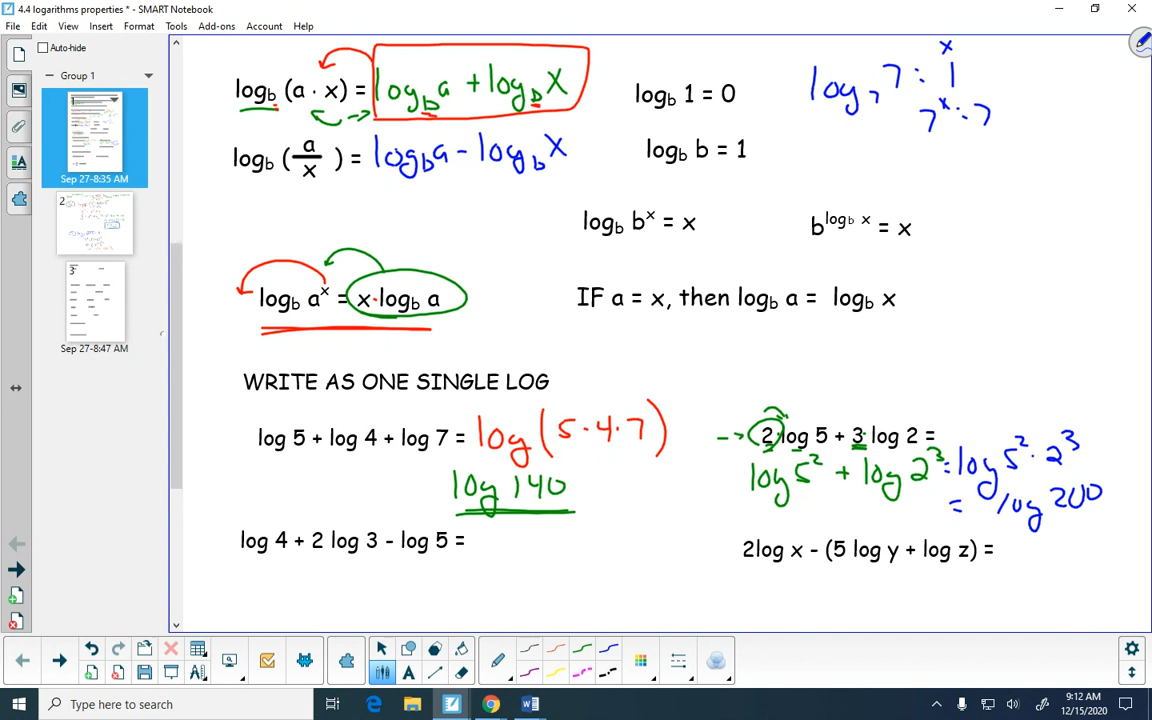 4.4 logarithms properties * - SMART Notebook
File Edit View Insert Format Tools Add-ons Account Help
Auto-hide
Group 1
1
Sep 27-8:35 AM
2
3
Sep 27-8:47 AM
log_b (a · x) = log_b a + log_b x
log_b (a/x) = log_b a - log_b x
log_b 1 = 0
log_b b = 1
log_7 7 = 1
x
7^x = 7
log_b b^x = x
b^(log_b x) = x
log_b a^x = x·log_b a
IF a = x, then log_b a = log_b x
WRITE AS ONE SINGLE LOG
log 5 + log 4 + log 7 = log(5·4·7)
log 140
2·log 5 + 3·log 2 =
log 5² + log 2³ = log 5²·2³
= log 200
log 4 + 2 log 3 - log 5 =
2log x - (5 log y + log z) =
Type here to search
9:12 AM
12/15/2020